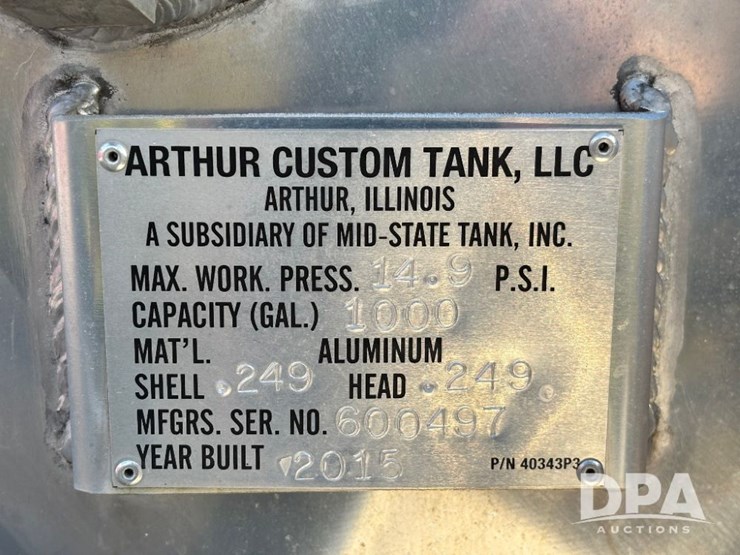 ARTHUR CUSTOM TANK, LLC
ARTHUR, ILLINOIS
A SUBSIDIARY OF MID-STATE TANK, INC.
MAX. WORK. PRESS. 14.9 P.S.I.
CAPACITY (GAL.) 1000
MAT'L. ALUMINUM
SHELL .249 HEAD .249
MFGRS. SER. NO. 600497
YEAR BUILT 2015 P/N 40343P3
DPA
AUCTIONS